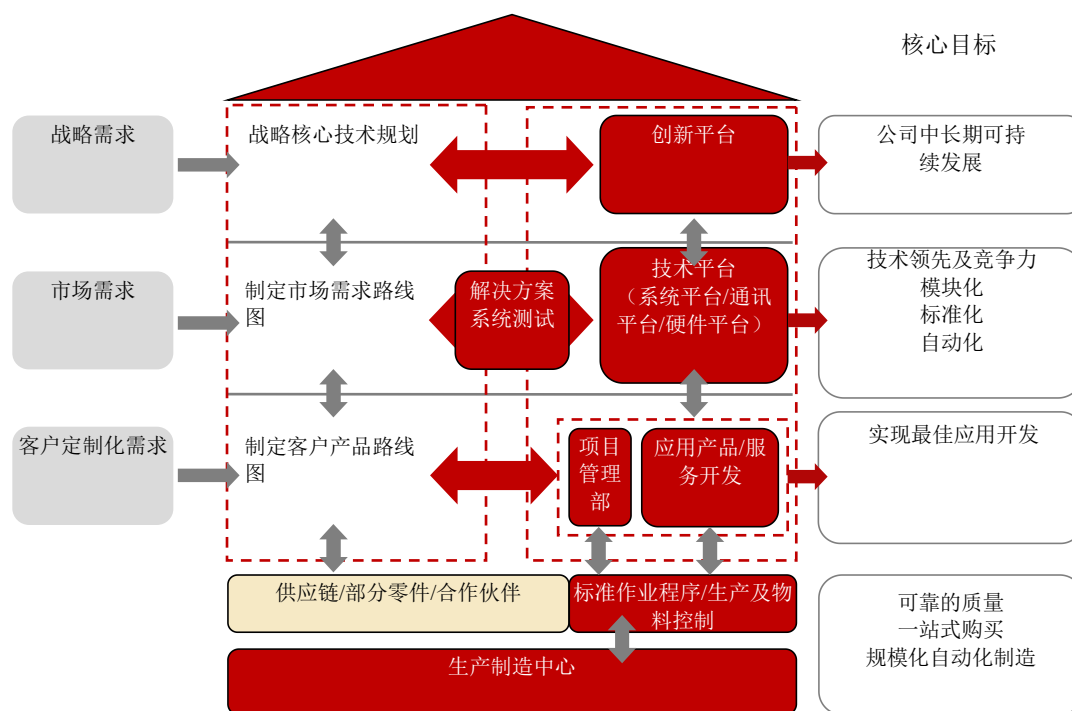 核心目标
战略需求
战略核心技术规划
创新平台
公司中长期可持
续发展
市场需求
制定市场需求路线
图
解决方案
系统测试
技术平台
（系统平台/通讯
平台/硬件平台）
技术领先及竞争力
模块化
标准化
自动化
客户定制化需求
制定客户产品路线
图
项目
管理
部
应用产品/服
务开发
实现最佳应用开发
供应链/部分零件/合作伙伴
标准作业程序/生产及物
料控制
可靠的质量
一站式购买
规模化自动化制造
生产制造中心